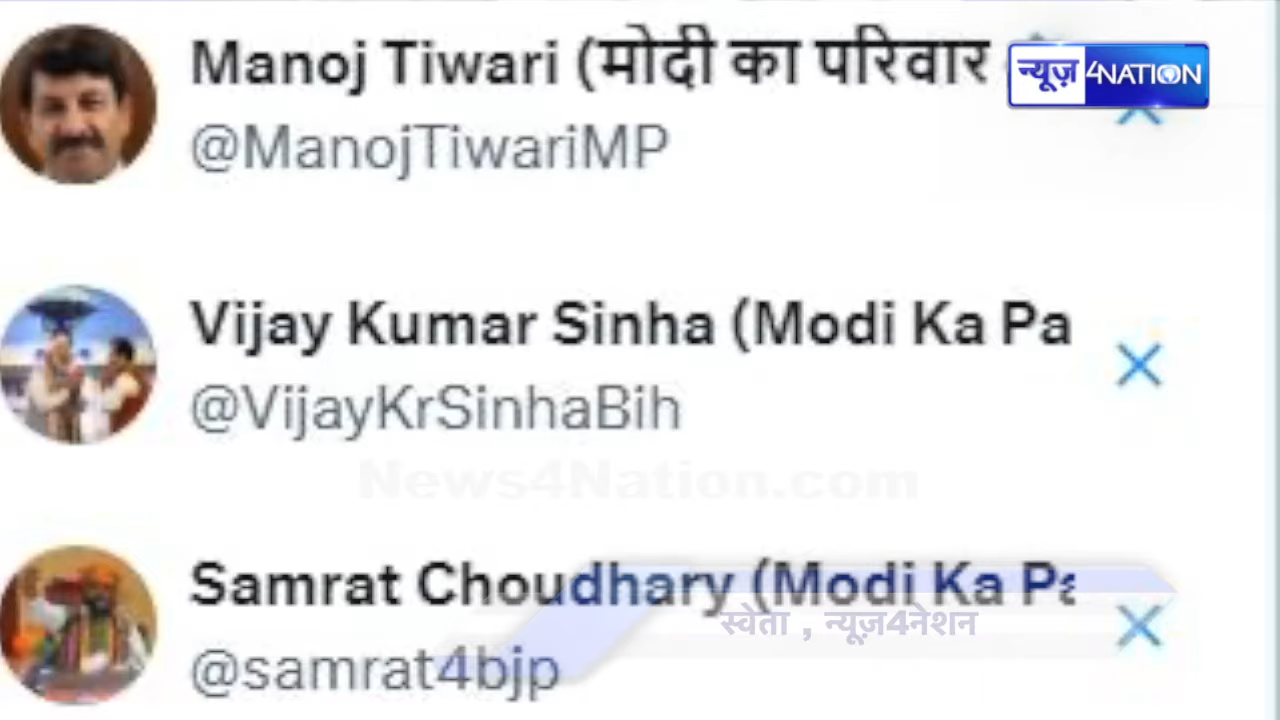 Manoj Tiwari (मोदी का परिवार
न्यूज़ 4NATION
@ManojTiwariMP
Vijay Kumar Sinha (Modi Ka Pa
@VijayKrSinhaBih
News4Nation.com
Samrat Choudhary (Modi Ka Pa
स्वेता , न्यूज़4नेशन
@samrat4bjp